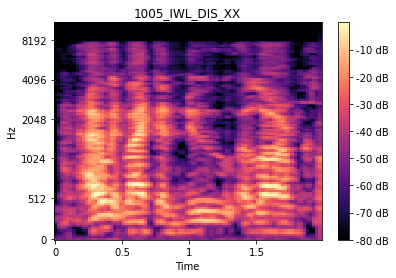 1005_IWL_DIS_XX
8192
4096
2048
1024
512
0
Hz
0
0.5
1
1.5
Time
-10 dB
-20 dB
-30 dB
-40 dB
-50 dB
-60 dB
-70 dB
-80 dB